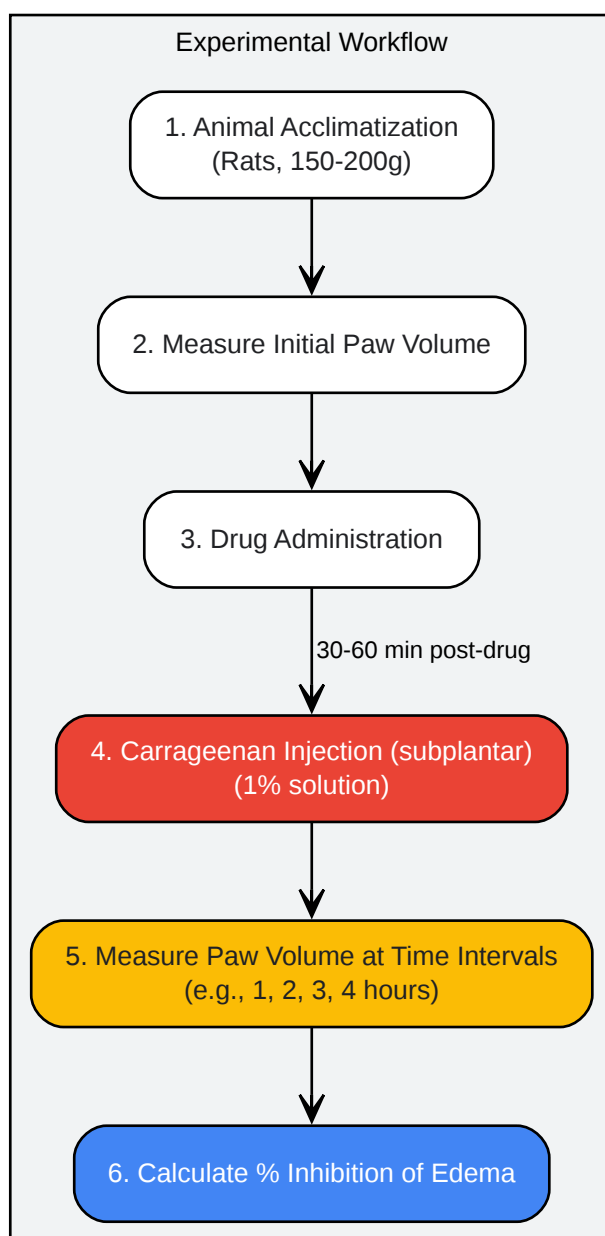 Experimental Workflow
1. Animal Acclimatization
(Rats, 150-200g)
2. Measure Initial Paw Volume
3. Drug Administration
30-60 min post-drug
4. Carrageenan Injection (subplantar)
(1% solution)
5. Measure Paw Volume at Time Intervals
(e.g., 1, 2, 3, 4 hours)
6. Calculate % Inhibition of Edema